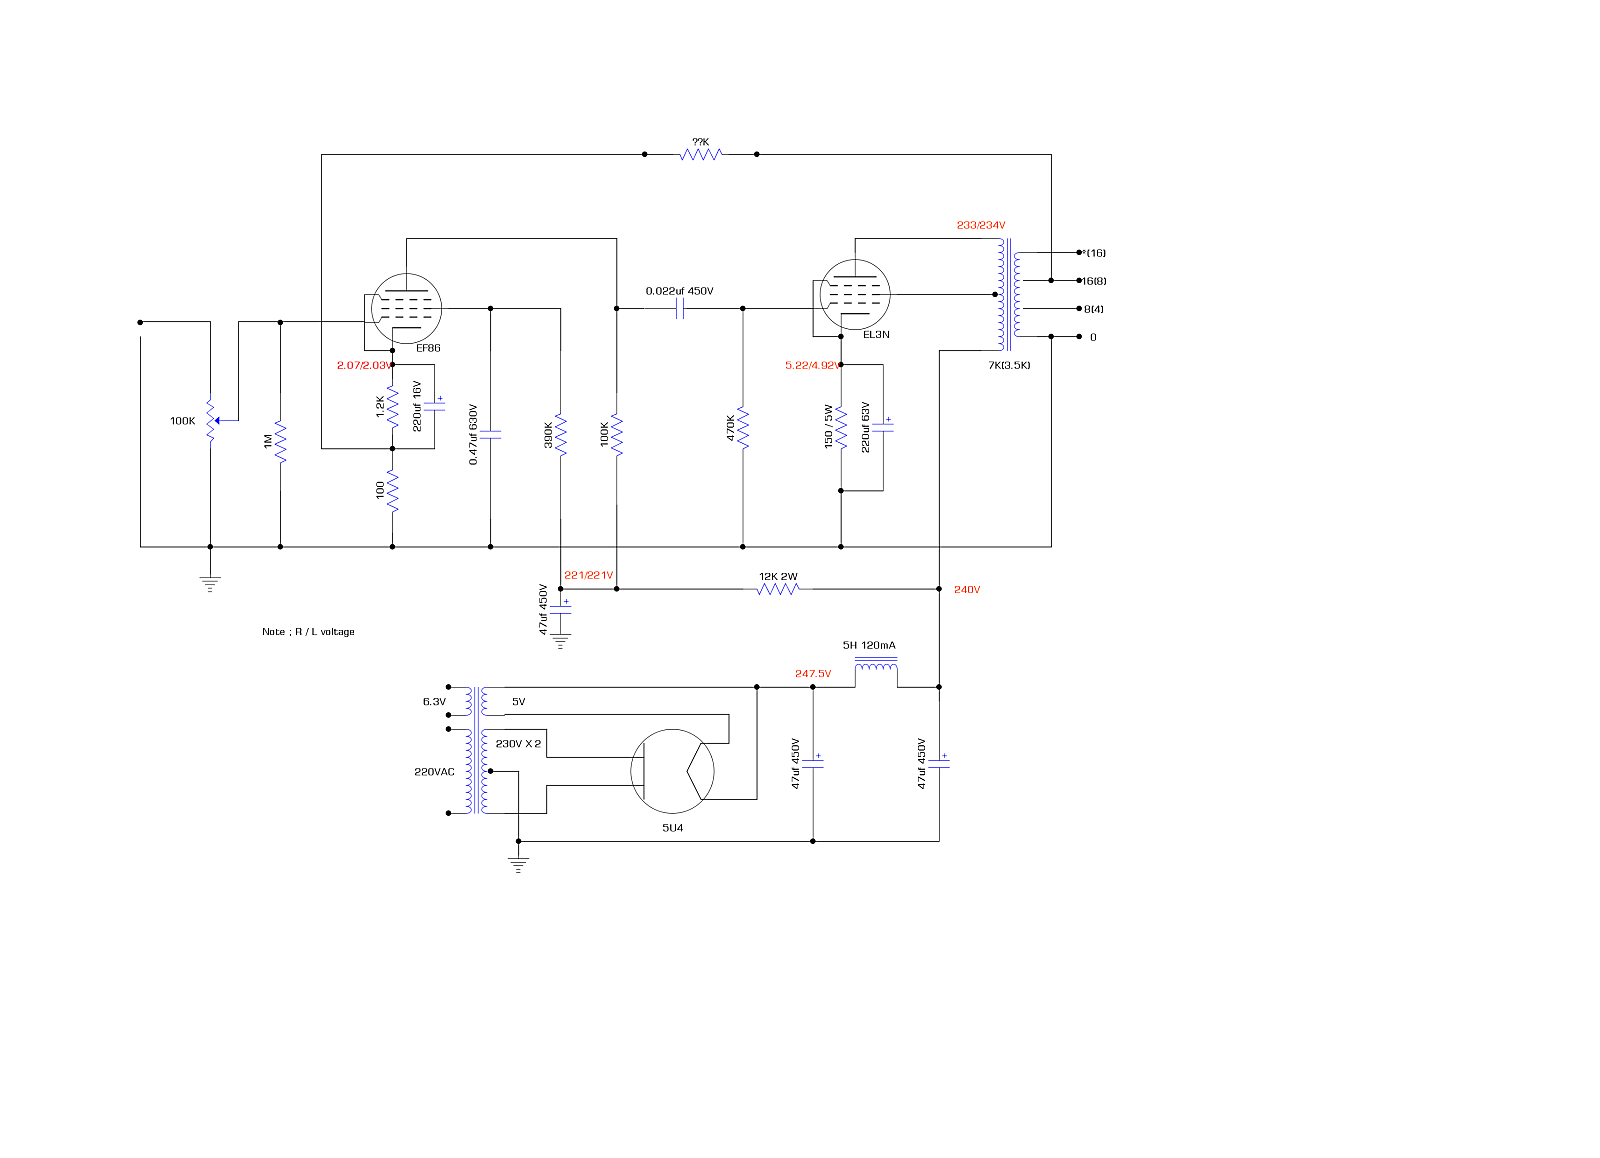 ??K
233/234V
*(16)
16(8)
8(4)
0
7K(3.5K)
0.022uf 450V
EL3N
EF86
2.07/2.03V
5.22/4.92V
100K
1M
1.2K
220uf 16V
100
0.47uf 630V
390K
100K
470K
150 / 5W
220uf 63V
221/221V
12K 2W
240V
47uf 450V
Note ; R / L voltage
5H 120mA
247.5V
6.3V
5V
230V X 2
220VAC
47uf 450V
47uf 450V
5U4